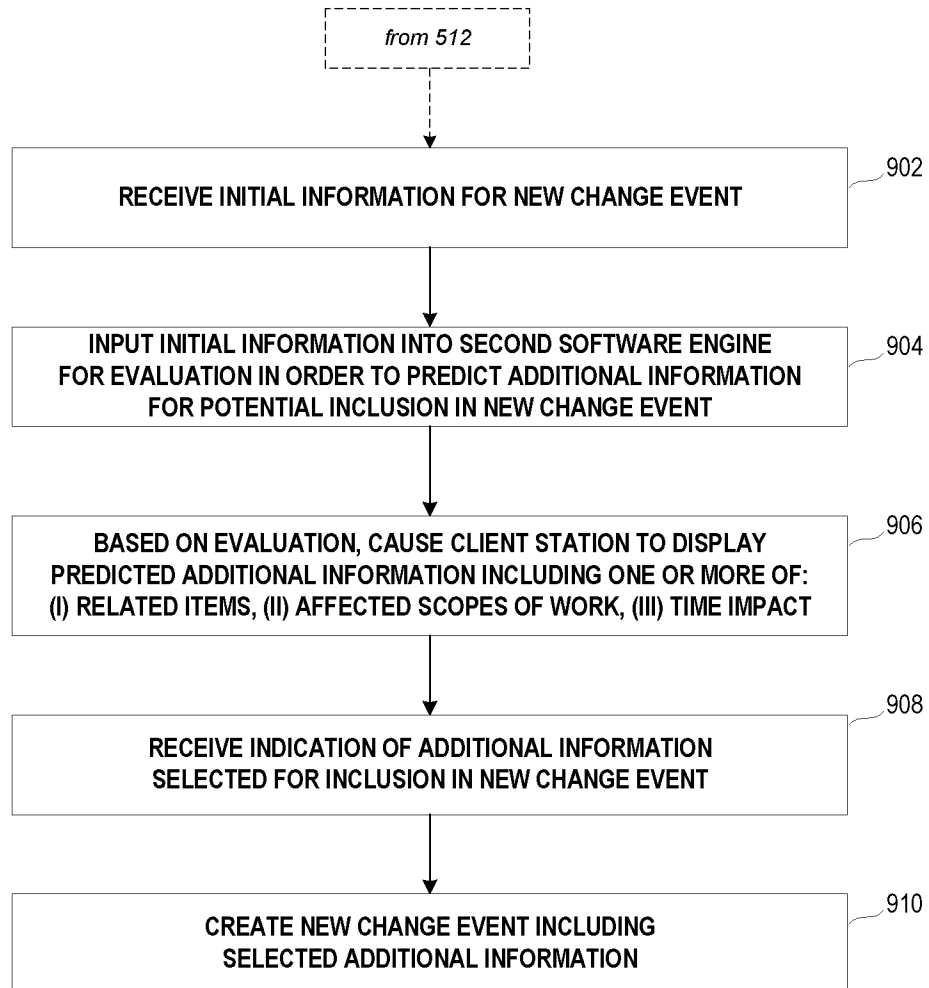 from 512
RECEIVE INITIAL INFORMATION FOR NEW CHANGE EVENT
902
INPUT INITIAL INFORMATION INTO SECOND SOFTWARE ENGINE
FOR EVALUATION IN ORDER TO PREDICT ADDITIONAL INFORMATION
FOR POTENTIAL INCLUSION IN NEW CHANGE EVENT
904
BASED ON EVALUATION, CAUSE CLIENT STATION TO DISPLAY
PREDICTED ADDITIONAL INFORMATION INCLUDING ONE OR MORE OF:
(I) RELATED ITEMS, (II) AFFECTED SCOPES OF WORK, (III) TIME IMPACT
906
RECEIVE INDICATION OF ADDITIONAL INFORMATION
SELECTED FOR INCLUSION IN NEW CHANGE EVENT
908
CREATE NEW CHANGE EVENT INCLUDING
SELECTED ADDITIONAL INFORMATION
910